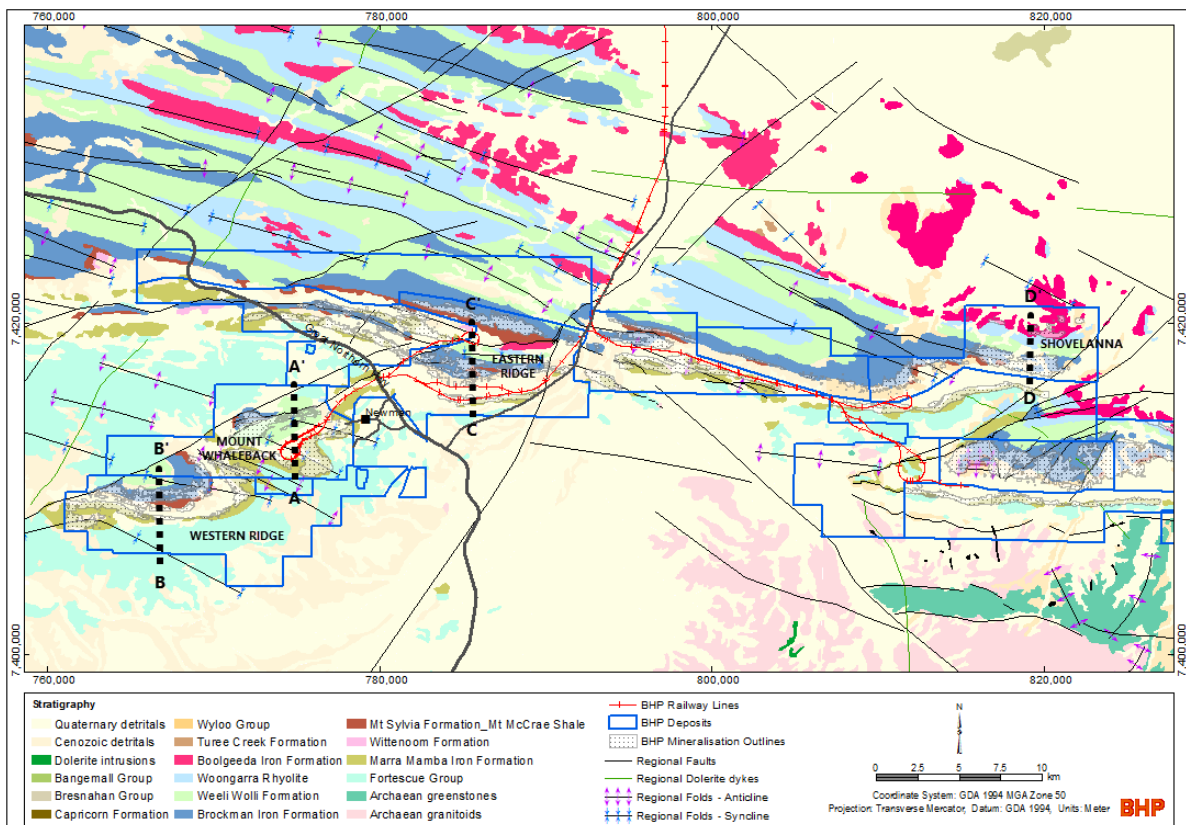 760,000 780,000 800,000 820,000
7,420,000 7,420,000
7,400,000 7,400,000
D'
C'
SHOVELANNA
EASTERN
RIDGE
Great Northern
A'
D
Newman
C
MOUNT
WHALEBACK
B'
A
WESTERN RIDGE
B
760,000 780,000 800,000 820,000
Stratigraphy
Quaternary detritals
Cenozoic detritals
Dolerite intrusions
Bangemall Group
Bresnahan Group
Capricorn Formation
Wyloo Group
Turee Creek Formation
Boolgeeda Iron Formation
Woongarra Rhyolite
Weeli Wolli Formation
Brockman Iron Formation
Mt Sylvia Formation_Mt McCrae Shale
Wittenoom Formation
Marra Mamba Iron Formation
Fortescue Group
Archaean greenstones
Archaean granitoids
BHP Railway Lines
BHP Deposits
BHP Mineralisation Outlines
Regional Faults
Regional Dolerite dykes
Regional Folds - Anticline
Regional Folds - Syncline
N
0 2.5 5 7.5 10
km
Coordinate System: GDA 1994 MGA Zone 50
Projection: Transverse Mercator, Datum: GDA 1994, Units: Meter
BHP